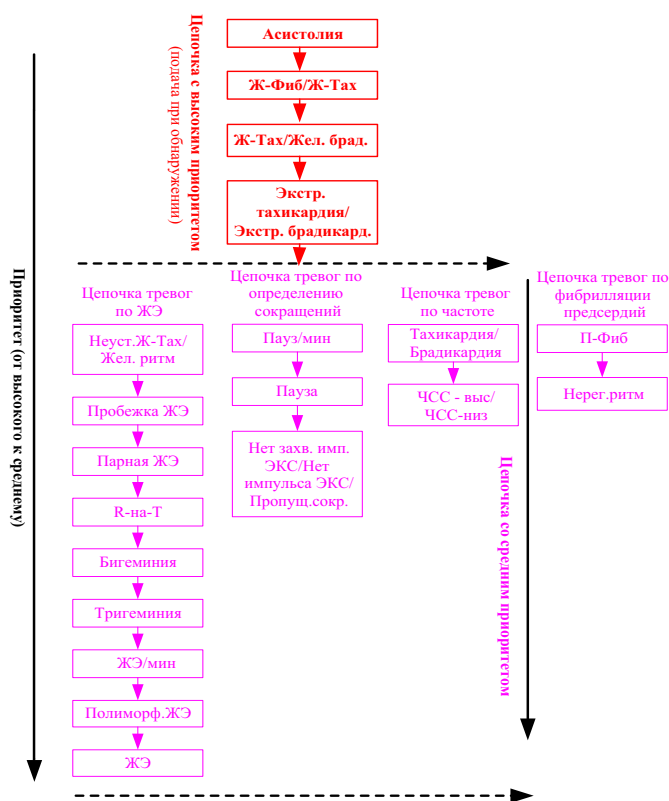 Цепочка с высоким приоритетом
(подача при обнаружении)
Асистолия
Ж-Фиб/Ж-Тах
Ж-Тах/Жел. брад.
Экстр.
тахикардия/
Экстр. брадикард.
Приоритет (от высокого к среднему)
Цепочка тревог
по ЖЭ
Неуст.Ж-Тах/
Жел. ритм
Пробежка ЖЭ
Парная ЖЭ
R-на-T
Бигеминия
Тригеминия
ЖЭ/мин
Полиморф.ЖЭ
ЖЭ
Цепочка тревог по
определению
сокращений
Пауз/мин
Пауза
Нет захв. имп.
ЭКС/Нет
импульса ЭКС/
Пропущ.сокр.
Цепочка тревог
по частоте
Тахикардия/
Брадикардия
ЧСС - выс/
ЧСС-низ
Цепочка тревог по
фибрилляции
предсердий
П-Фиб
Нерег.ритм
Цепочка со средним приоритетом